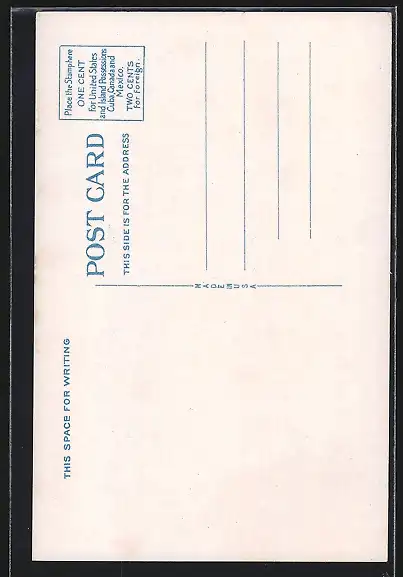 Place the Stamp here
ONE CENT
for United States
and Island Possessions
Cuba, Canada and
Mexico.
TWO CENTS
for Foreign.
POST CARD
THIS SIDE IS FOR THE ADDRESS
THIS SPACE FOR WRITING
MADE IN USA